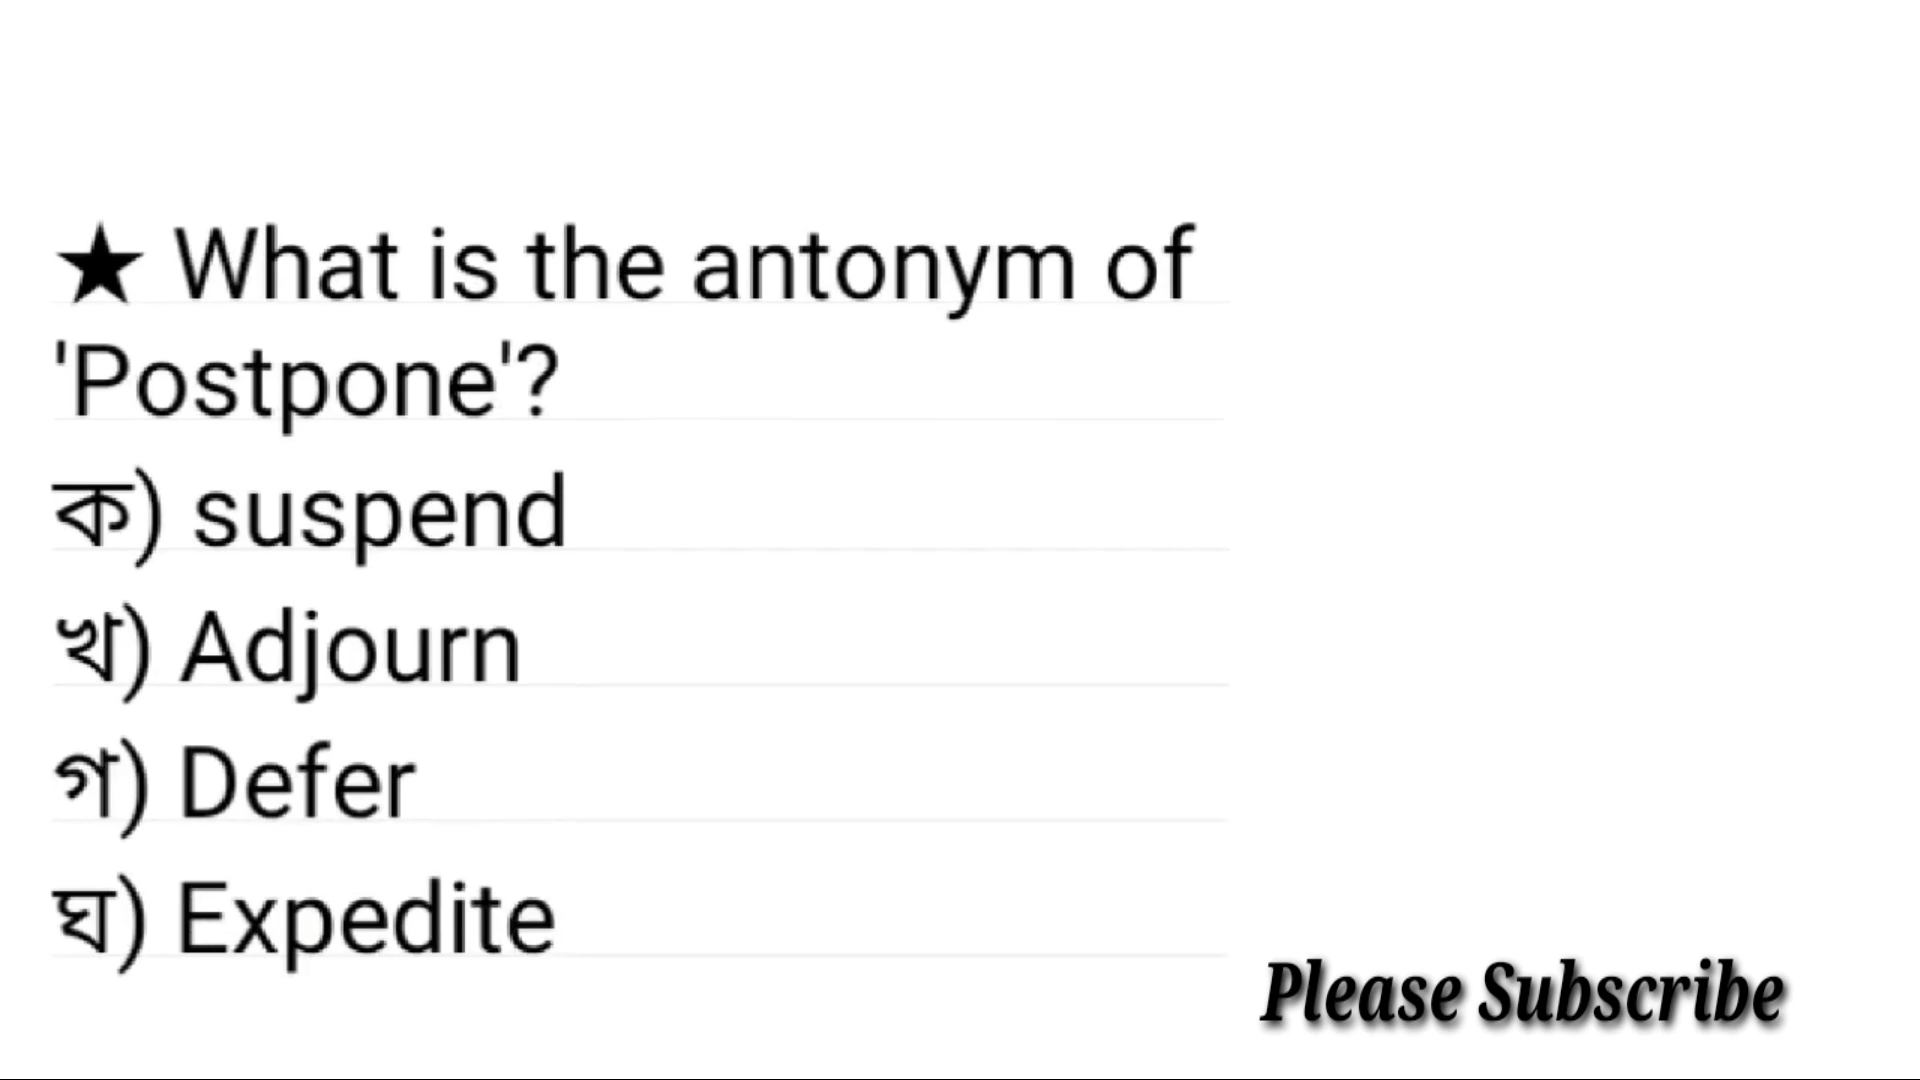 ★ What is the antonym of
'Postpone'?
ক) suspend
খ) Adjourn
গ) Defer
ঘ) Expedite
Please Subscribe